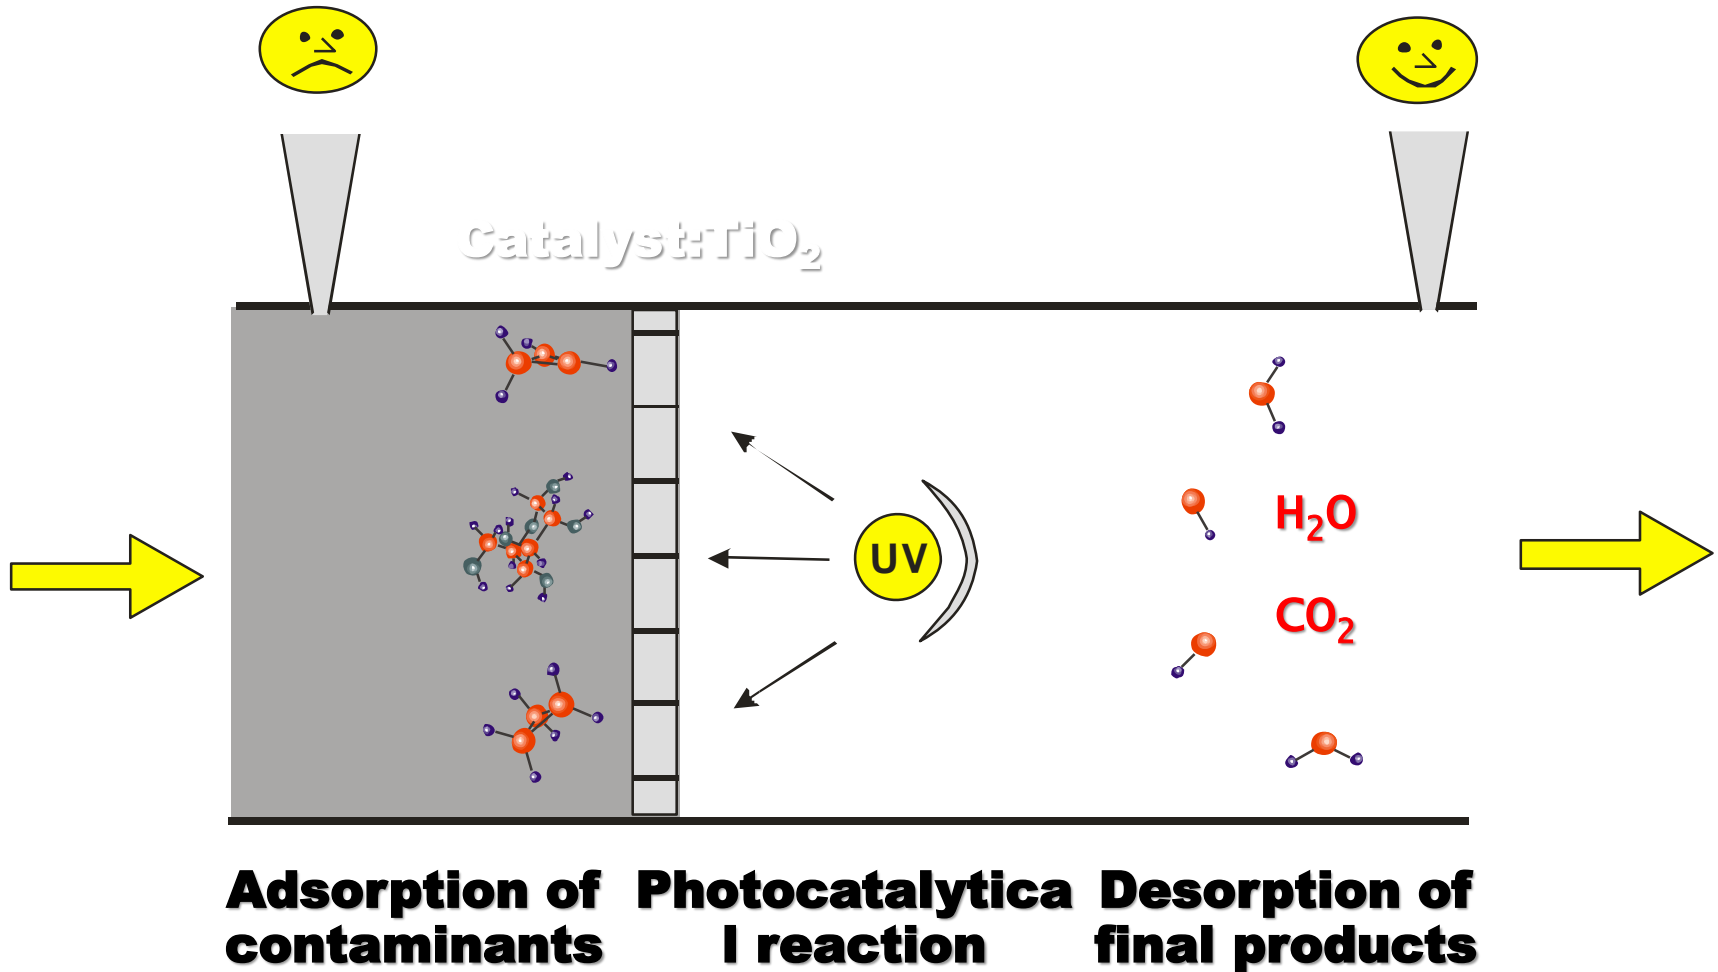 Catalyst:TiO₂
UV
H₂O
CO₂
Adsorption of
contaminants
Photocatalytica
l reaction
Desorption of
final products